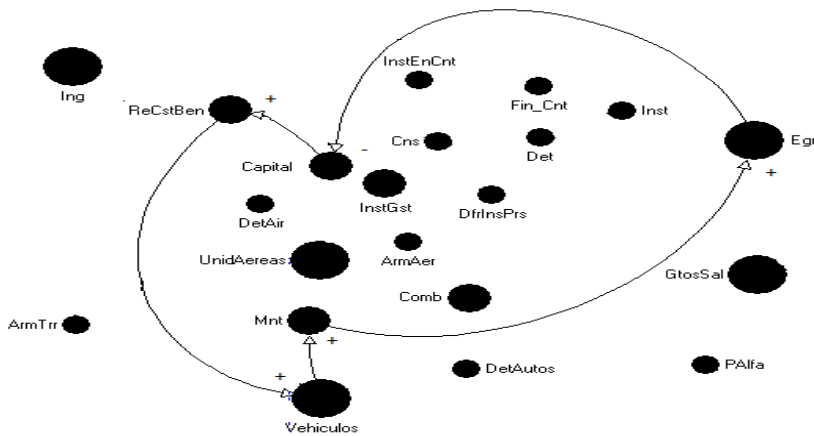 InstEnCnt
Ing
Fin_Cnt
ReCstBen
+
Inst
Cns
-
Det
Egr
Capital
+
InstGst
DfrInsPrs
DetAir
UnidAereas
ArmAer
GtosSal
Comb
ArmTrr
Mnt
+
DetAutos
PAlfa
+
Vehiculos